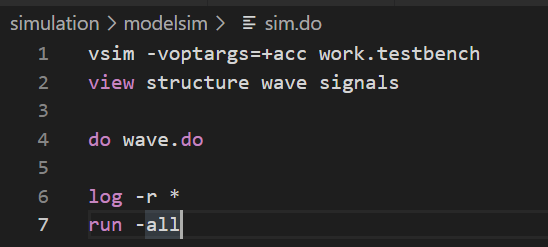 simulation > modelsim > sim.do
1 vsim -voptargs=+acc work.testbench
2 view structure wave signals
3
4 do wave.do
5
6 log -r *
7 run -all